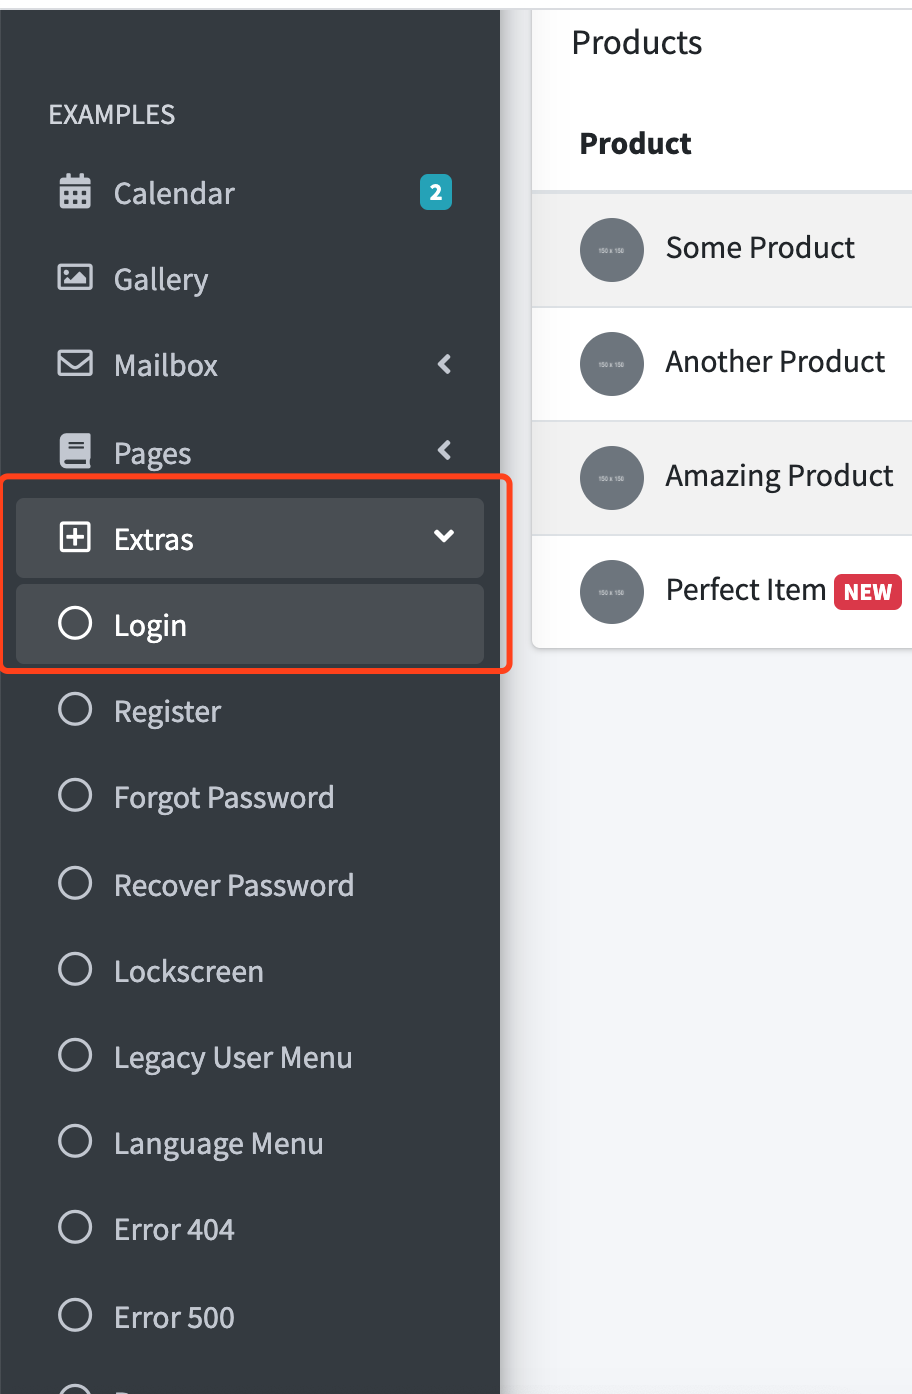 EXAMPLES
Calendar 2
Gallery
Mailbox
Pages
Extras
Login
Register
Forgot Password
Recover Password
Lockscreen
Legacy User Menu
Language Menu
Error 404
Error 500
Products
Product
150 x 150 Some Product
150 x 150 Another Product
150 x 150 Amazing Product
150 x 150 Perfect Item NEW